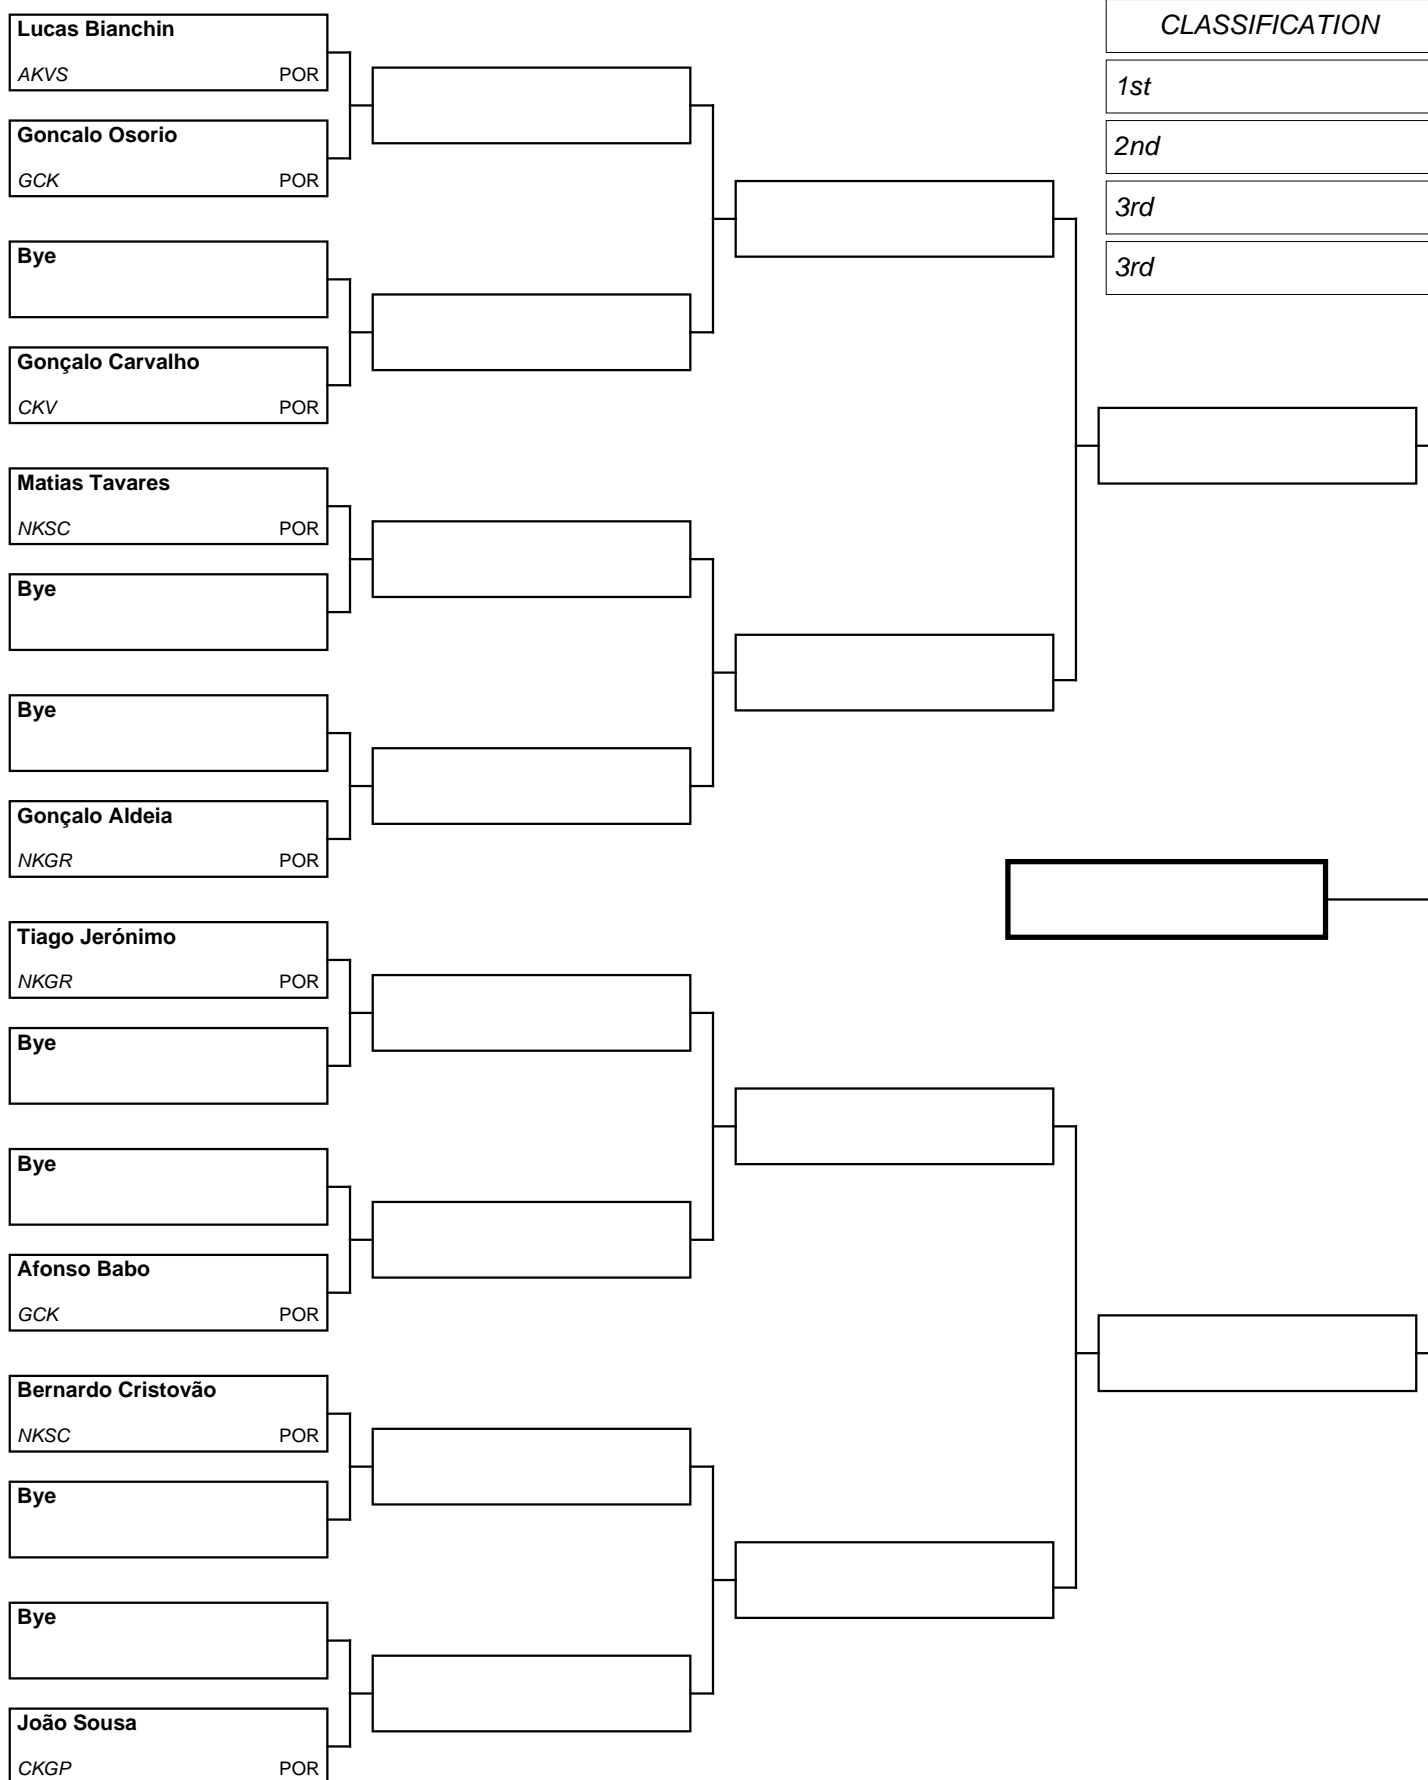 Lucas Bianchin
AKVS POR
Goncalo Osorio
GCK POR
Bye
Gonçalo Carvalho
CKV POR
Matias Tavares
NKSC POR
Bye
Bye
Gonçalo Aldeia
NKGR POR
Tiago Jerónimo
NKGR POR
Bye
Bye
Afonso Babo
GCK POR
Bernardo Cristovão
NKSC POR
Bye
Bye
João Sousa
CKGP POR
CLASSIFICATION
1st
2nd
3rd
3rd